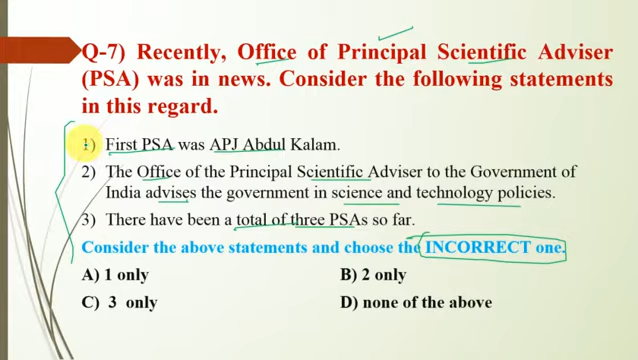 Q-7) Recently, Office of Principal Scientific Adviser
(PSA) was in news. Consider the following statements
in this regard.
1) First PSA was APJ Abdul Kalam.
2) The Office of the Principal Scientific Adviser to the Government of
India advises the government in science and technology policies.
3) There have been a total of three PSAs so far.
Consider the above statements and choose the INCORRECT one.
A) 1 only B) 2 only
C) 3 only D) none of the above